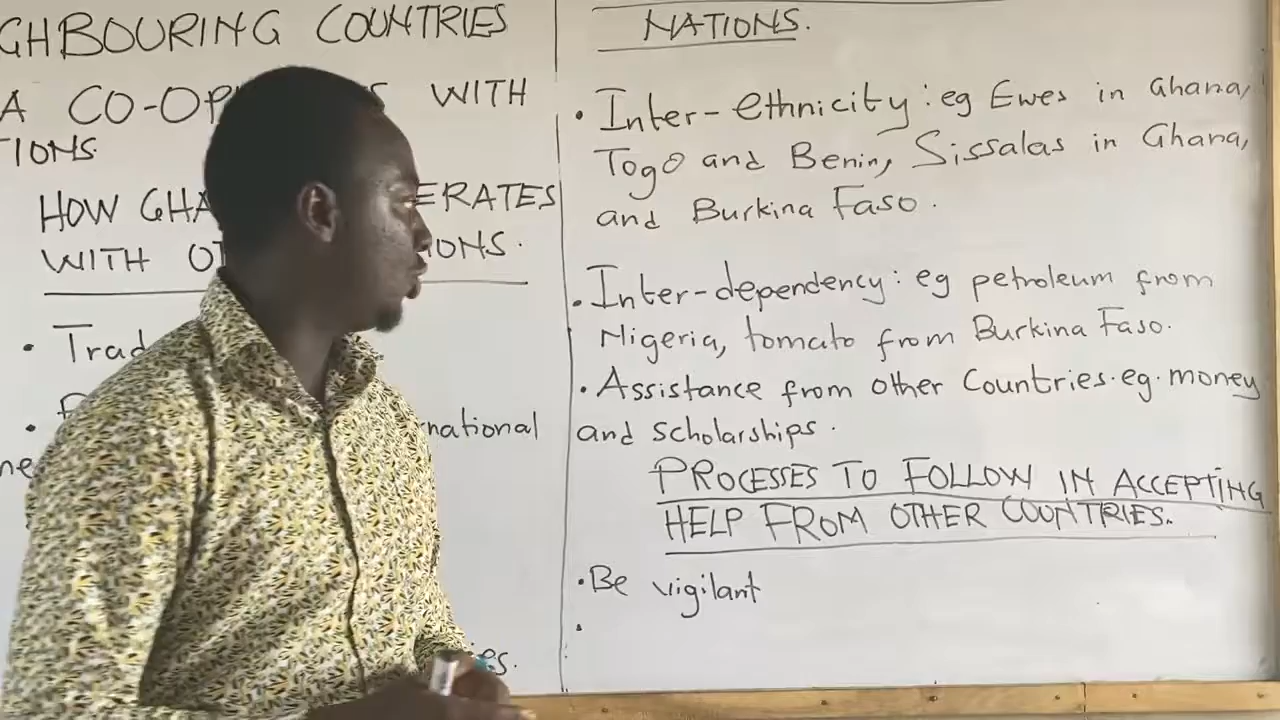 GHBOURING COUNTRIES
A CO-OP WITH
TIONS
HOW GHA ERATES
WITH OT IONS.
• Trad
• national
ne
es.
NATIONS.
• Inter-ethnicity: eg Ewes in Ghana,
Togo and Benin, Sissalas in Ghana,
and Burkina Faso.
• Inter-dependency: eg petroleum from
Nigeria, tomato from Burkina Faso.
• Assistance from other Countries. eg. money
and scholarships.
PROCESSES TO FOLLOW IN ACCEPTING
HELP FROM OTHER COUNTRIES.
• Be vigilant
•